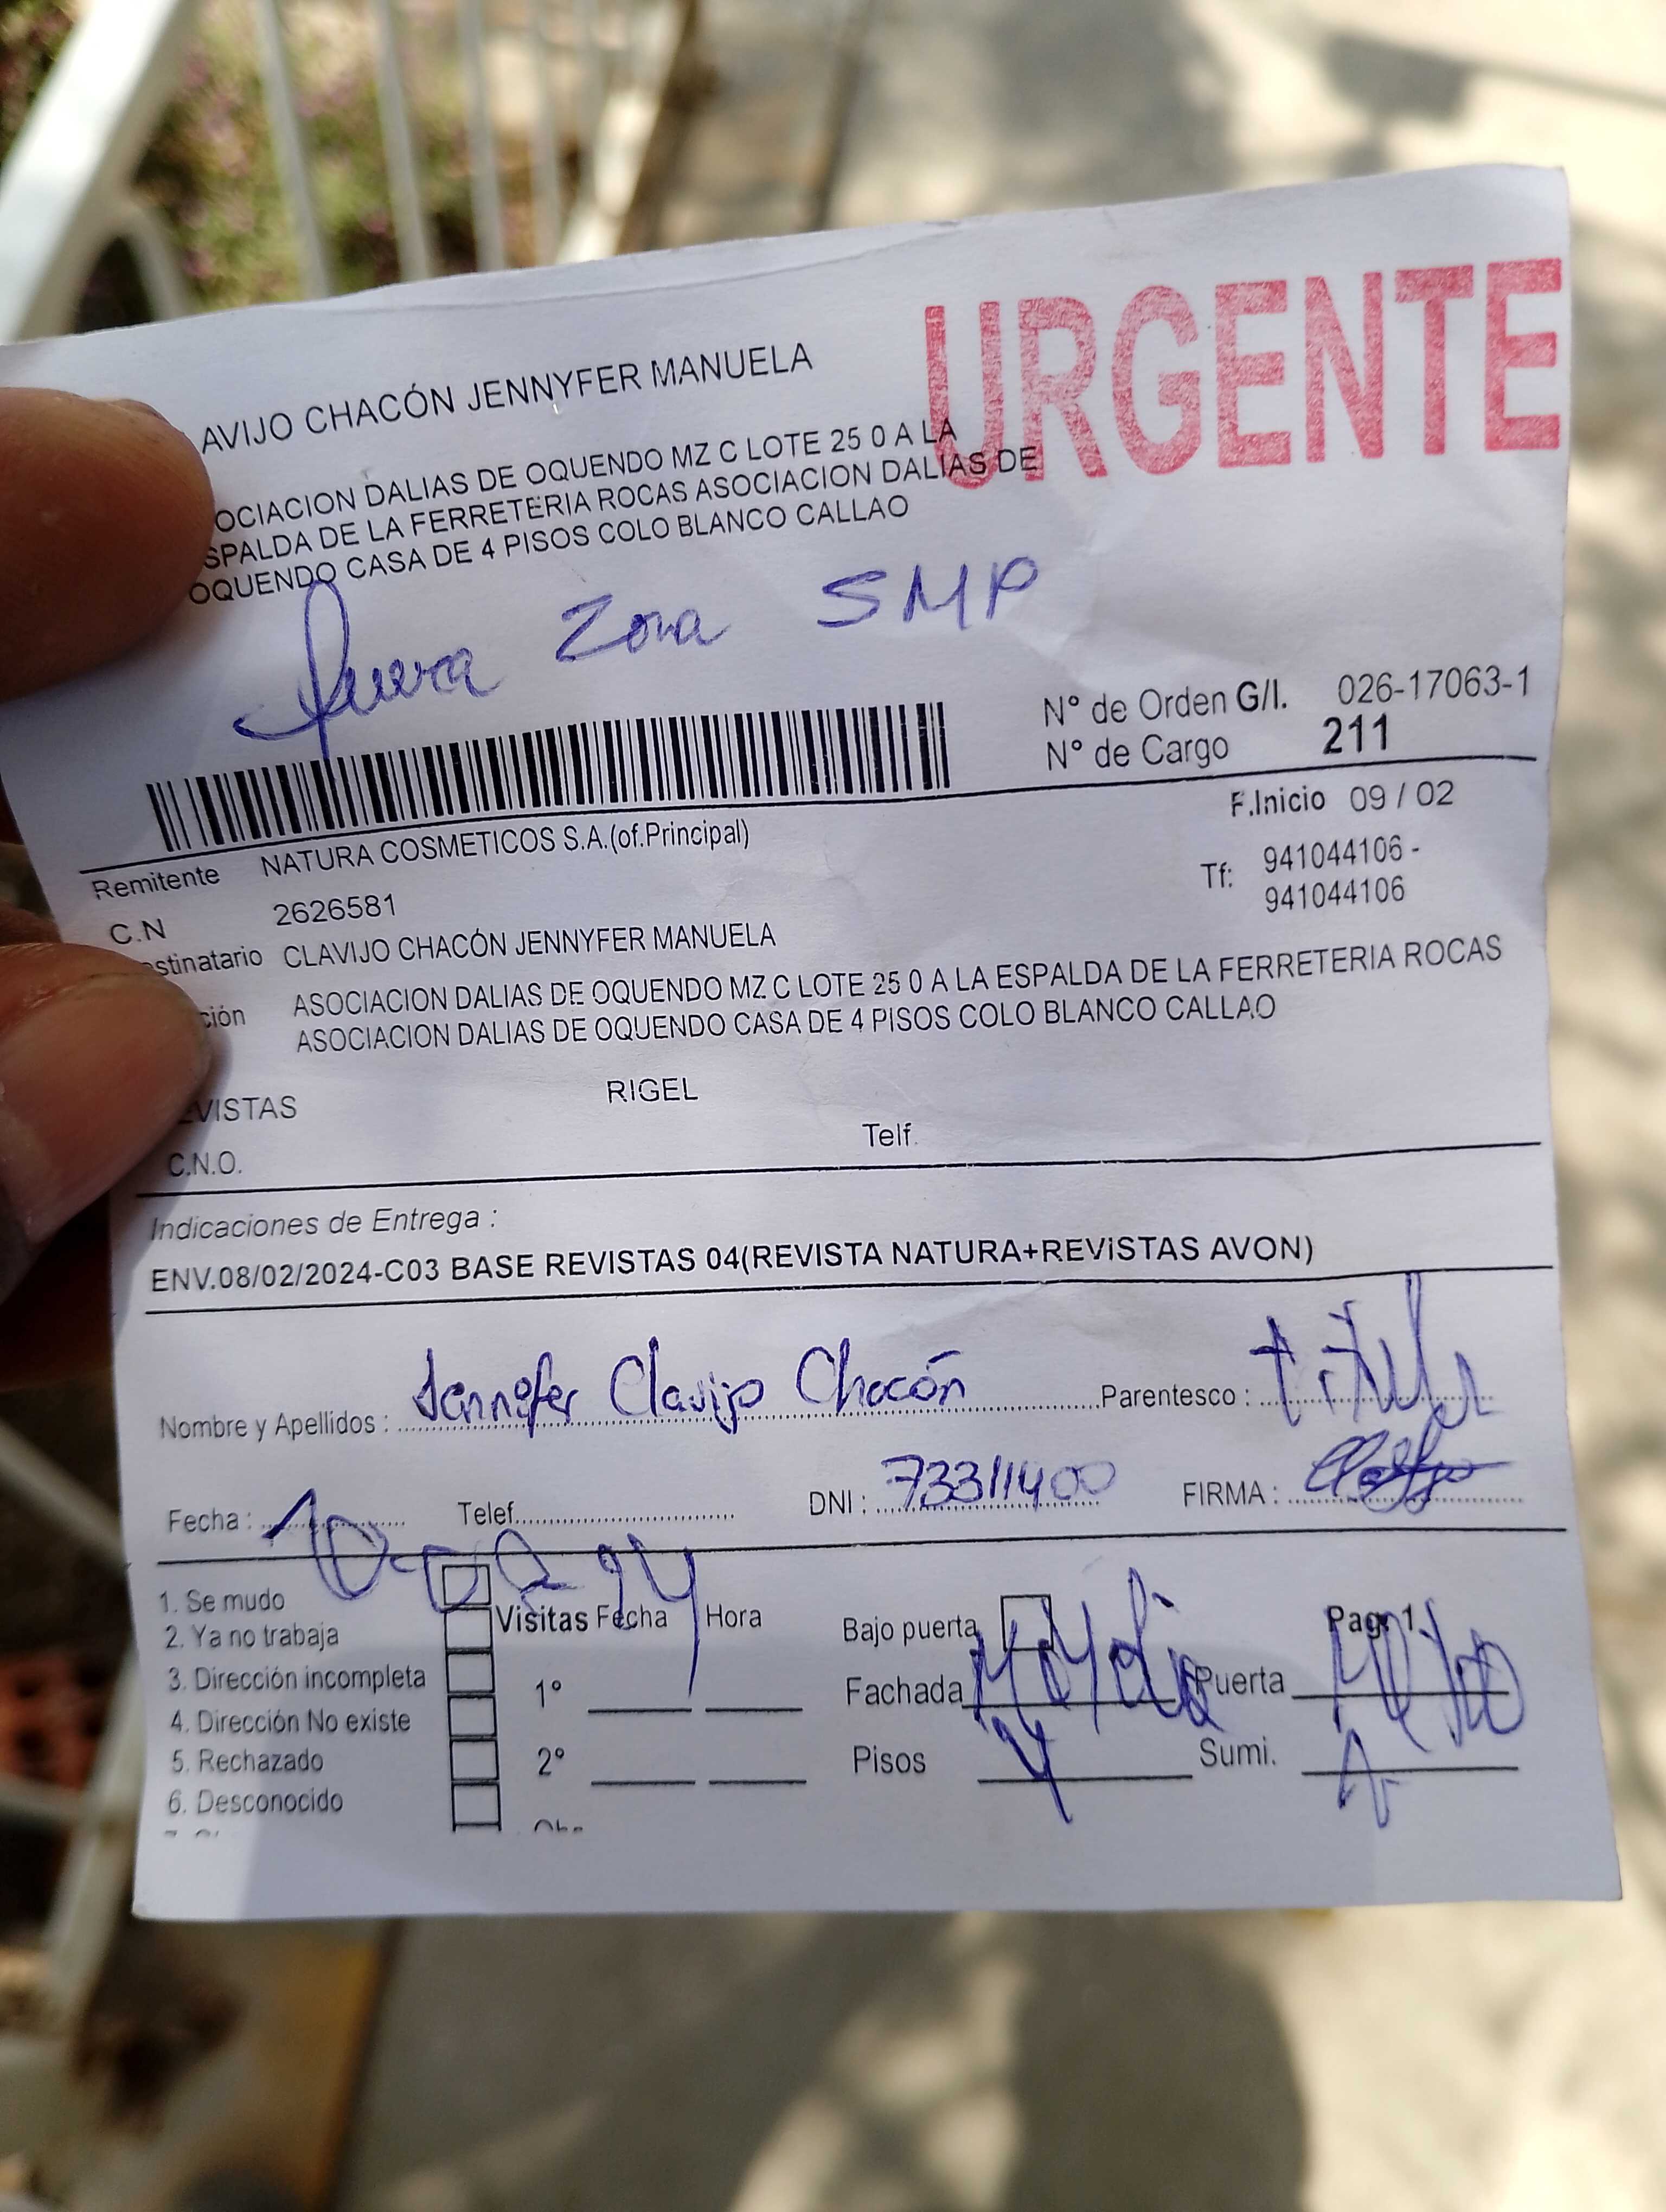 URGENTE
AVIJO CHACÓN JENNYFER MANUELA
OCIACION DALIAS DE OQUENDO MZ C LOTE 25 0 A LA
SPALDA DE LA FERRETERIA ROCAS ASOCIACION DALIAS DE
OQUENDO CASA DE 4 PISOS COLO BLANCO CALLAO
fuera Zona SMP
N° de Orden G/I. 026-17063-1
N° de Cargo 211
F.Inicio 09 / 02
Remitente NATURA COSMETICOS S.A.(of.Principal)
Tf: 941044106 -
941044106
C.N 2626581
stinatario CLAVIJO CHACÓN JENNYFER MANUELA
ción ASOCIACION DALIAS DE OQUENDO MZ C LOTE 25 0 A LA ESPALDA DE LA FERRETERIA ROCAS
ASOCIACION DALIAS DE OQUENDO CASA DE 4 PISOS COLO BLANCO CALLAO
EVISTAS RIGEL
C.N.O. Telf.
Indicaciones de Entrega :
ENV.08/02/2024-C03 BASE REVISTAS 04(REVISTA NATURA+REViSTAS AVON)
Nombre y Apellidos : Jennyfer Clavijo Chacón Parentesco : titular
Fecha : 10-02-24 Telef. DNI : 73311400 FIRMA :
1. Se mudo
2. Ya no trabaja
3. Dirección incompleta
4. Dirección No existe
5. Rechazado
6. Desconocido
Visitas Fecha Hora
1°
2°
Bajo puerta Pag. 1
Fachada Puerta
Pisos 4 Sumi.